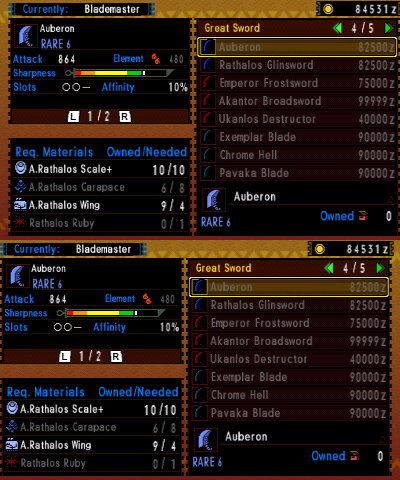 Currently: Blademaster
84531z
Auberon
RARE 6
Attack 864 Element 480
Sharpness
Slots ○○– Affinity 10%
L 1/2 R
Great Sword 4/5
Auberon 82500z
Rathalos Glinsword 82500z
Emperor Frostsword 75000z
Akantor Broadsword 99999z
Ukanlos Destructor 40000z
Exemplar Blade 90000z
Chrome Hell 90000z
Pavaka Blade 90000z
Req. Materials Owned/Needed
A.Rathalos Scale+ 10/10
A.Rathalos Carapace 6/8
A.Rathalos Wing 9/4
Rathalos Ruby 0/1
Auberon
RARE 6
Owned 0
Currently: Blademaster
84531z
Auberon
RARE 6
Attack 864 Element 480
Sharpness
Slots ○○– Affinity 10%
L 1/2 R
Great Sword 4/5
Auberon 82500z
Rathalos Glinsword 82500z
Emperor Frostsword 75000z
Akantor Broadsword 99999z
Ukanlos Destructor 40000z
Exemplar Blade 90000z
Chrome Hell 90000z
Pavaka Blade 90000z
Req. Materials Owned/Needed
A.Rathalos Scale+ 10/10
A.Rathalos Carapace 6/8
A.Rathalos Wing 9/4
Rathalos Ruby 0/1
Auberon
RARE 6
Owned 0